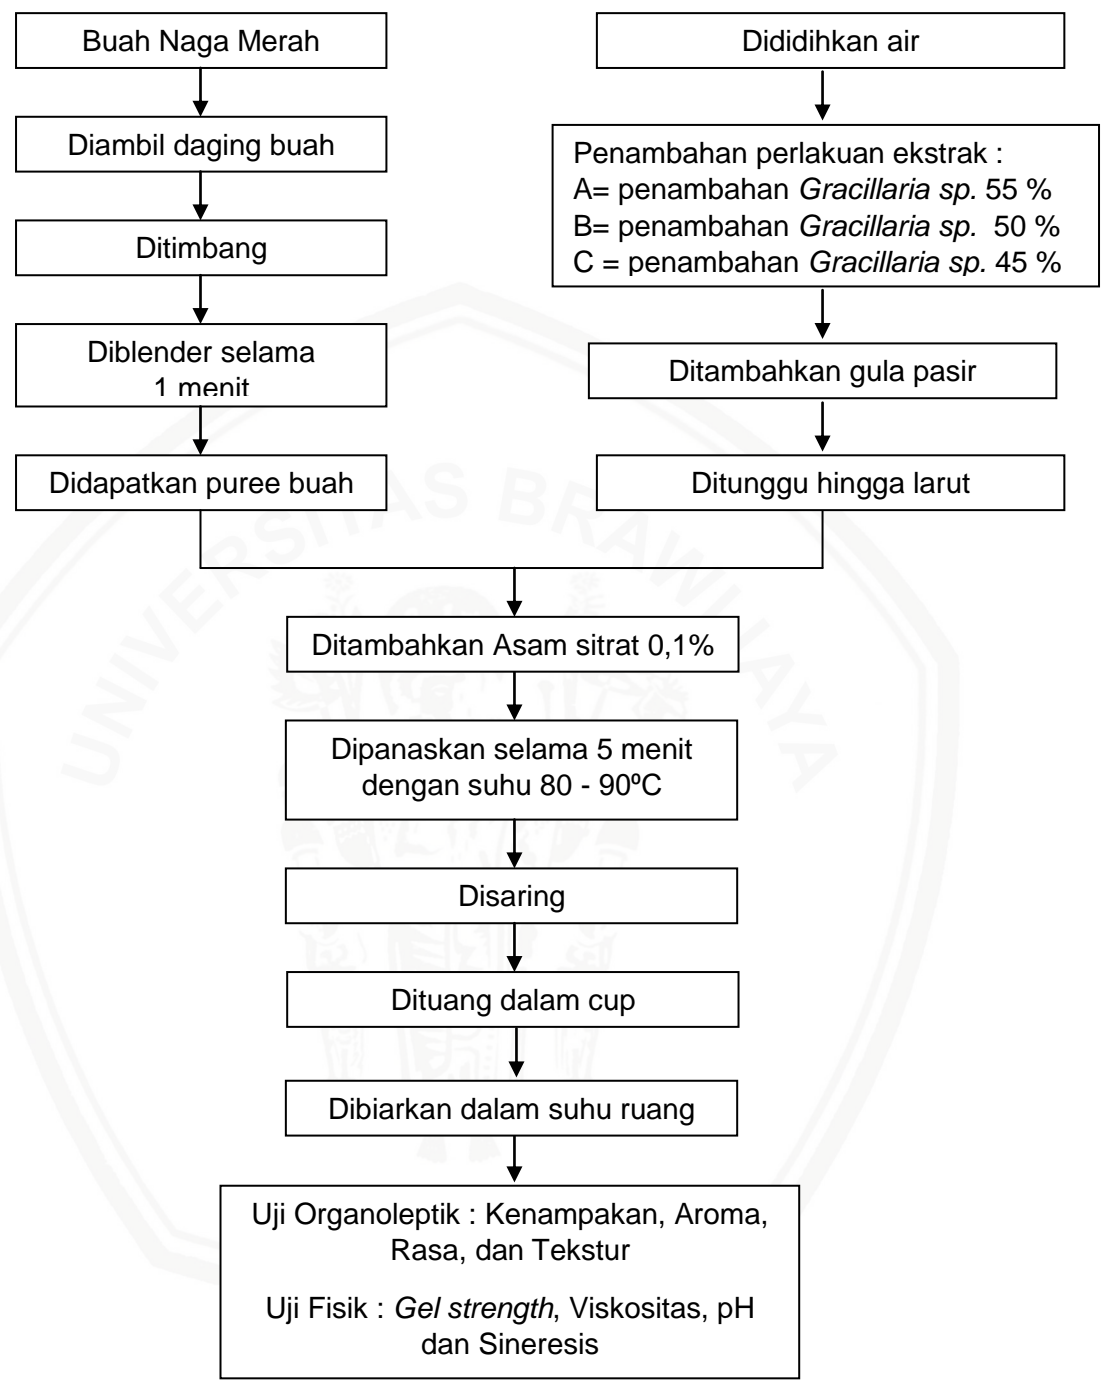 Buah Naga Merah
Diambil daging buah
Ditimbang
Diblender selama
1 menit
Didapatkan puree buah
Dididihkan air
Penambahan perlakuan ekstrak :
A= penambahan Gracillaria sp. 55 %
B= penambahan Gracillaria sp. 50 %
C = penambahan Gracillaria sp. 45 %
Ditambahkan gula pasir
Ditunggu hingga larut
Ditambahkan Asam sitrat 0,1%
Dipanaskan selama 5 menit
dengan suhu 80 - 90ºC
Disaring
Dituang dalam cup
Dibiarkan dalam suhu ruang
Uji Organoleptik : Kenampakan, Aroma,
Rasa, dan Tekstur
Uji Fisik : Gel strength, Viskositas, pH
dan Sineresis
UNIVERSITAS BRAWIJAYA